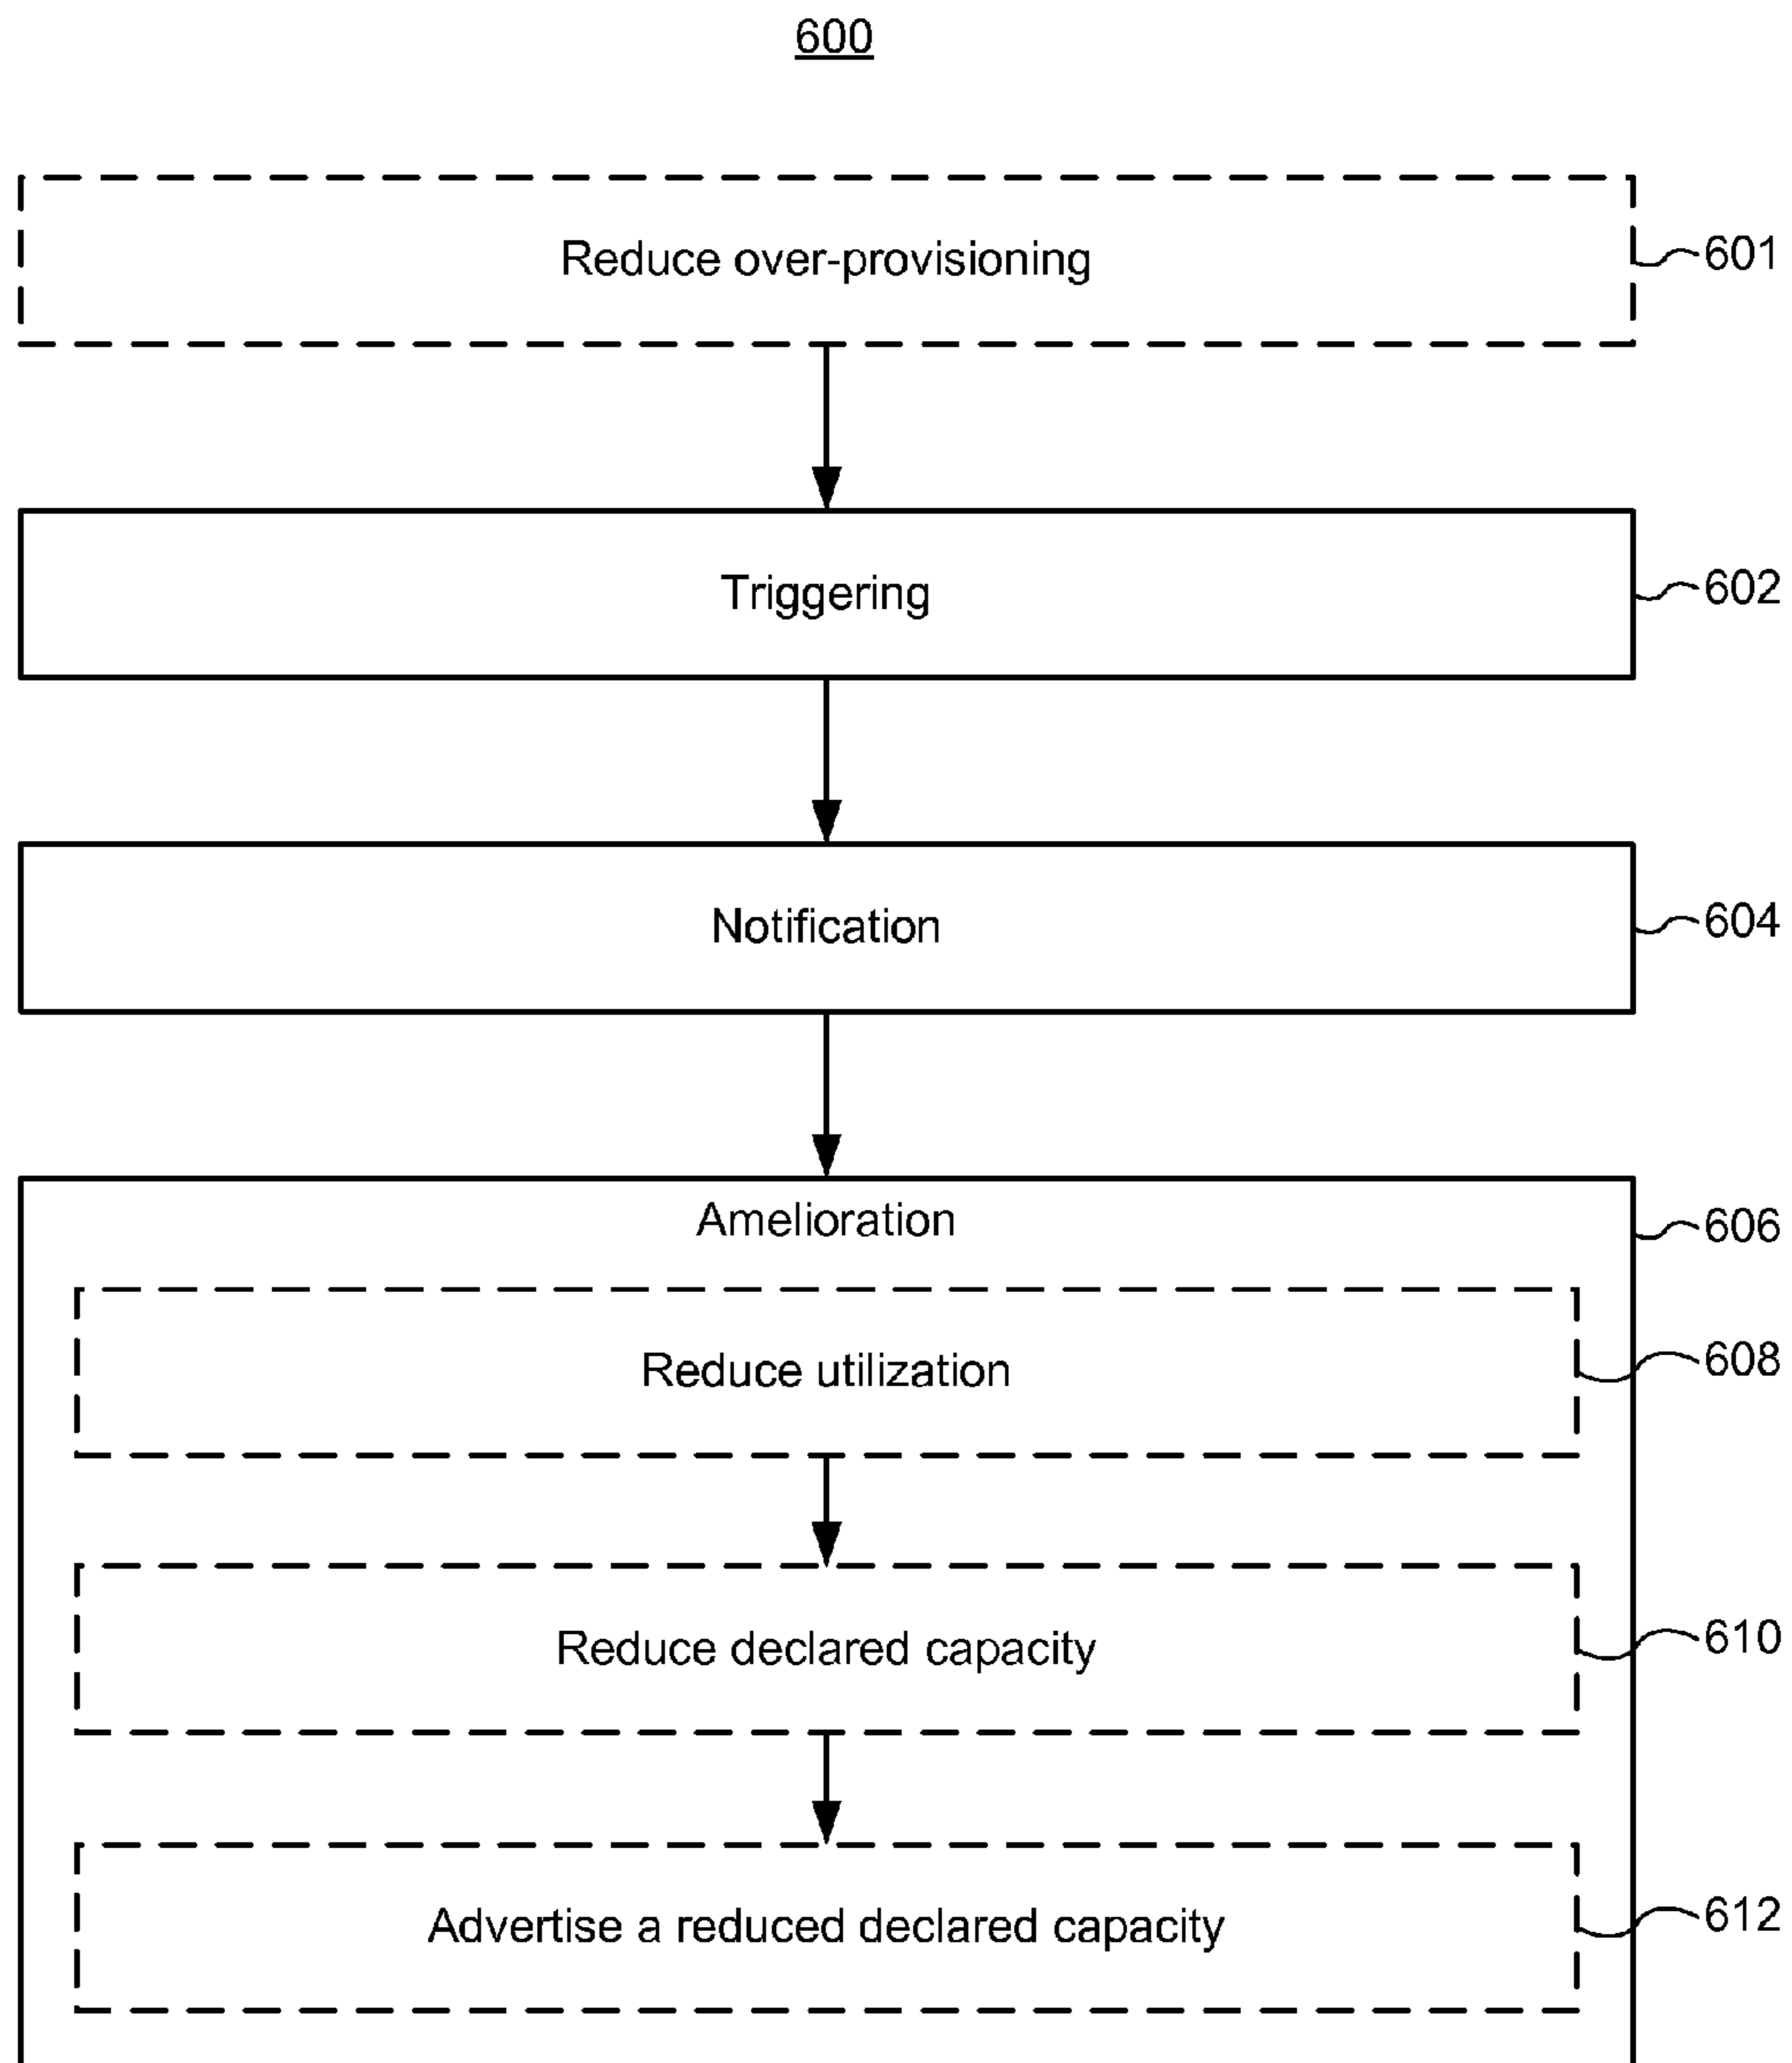 600
Reduce over-provisioning
601
Triggering
602
Notification
604
Amelioration
606
Reduce utilization
608
Reduce declared capacity
610
Advertise a reduced declared capacity
612